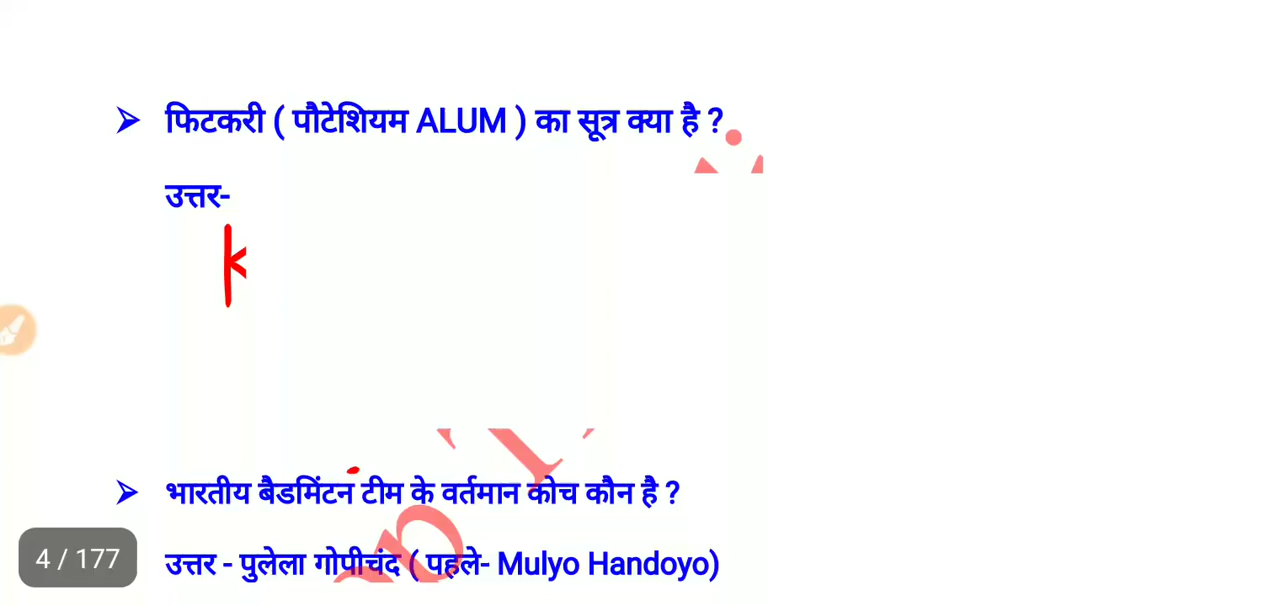 ➢ फिटकरी ( पौटेशियम ALUM ) का सूत्र क्या है ?
उत्तर-
K
➢ भारतीय बैडमिंटन टीम के वर्तमान कोच कौन है ?
4 / 177
उत्तर - पुलेला गोपीचंद ( पहले- Mulyo Handoyo)